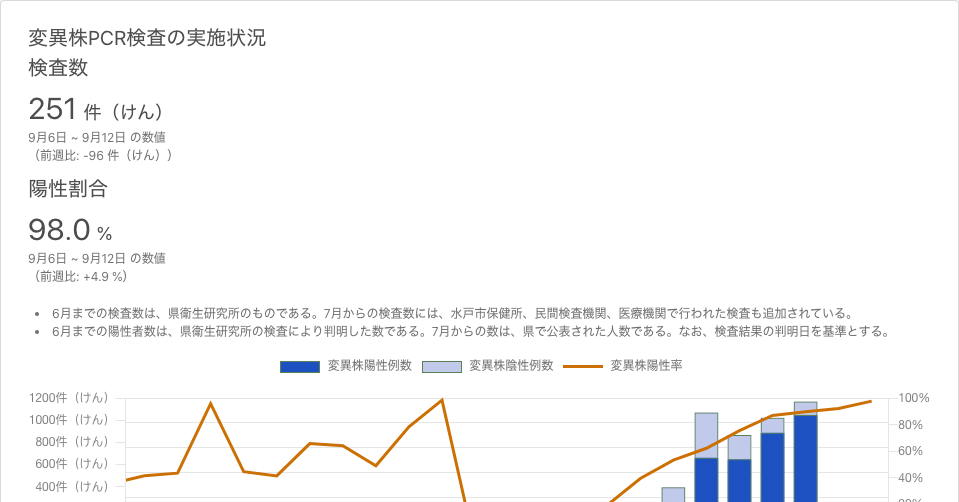 変異株PCR検査の実施状況
検査数
251 件（けん）
9月6日 ~ 9月12日 の数値
（前週比: -96 件（けん））
陽性割合
98.0 %
9月6日 ~ 9月12日 の数値
（前週比: +4.9 %）
• 6月までの検査数は、県衛生研究所のものである。7月からの検査数には、水戸市保健所、民間検査機関、医療機関で行われた検査も追加されている。
• 6月までの陽性者数は、県衛生研究所の検査により判明した数である。7月からの数は、県で公表された人数である。なお、検査結果の判明日を基準とする。
変異株陽性例数 変異株陰性例数 変異株陽性率
1200件（けん） 100%
1000件（けん） 80%
800件（けん） 60%
600件（けん） 40%
400件（けん）